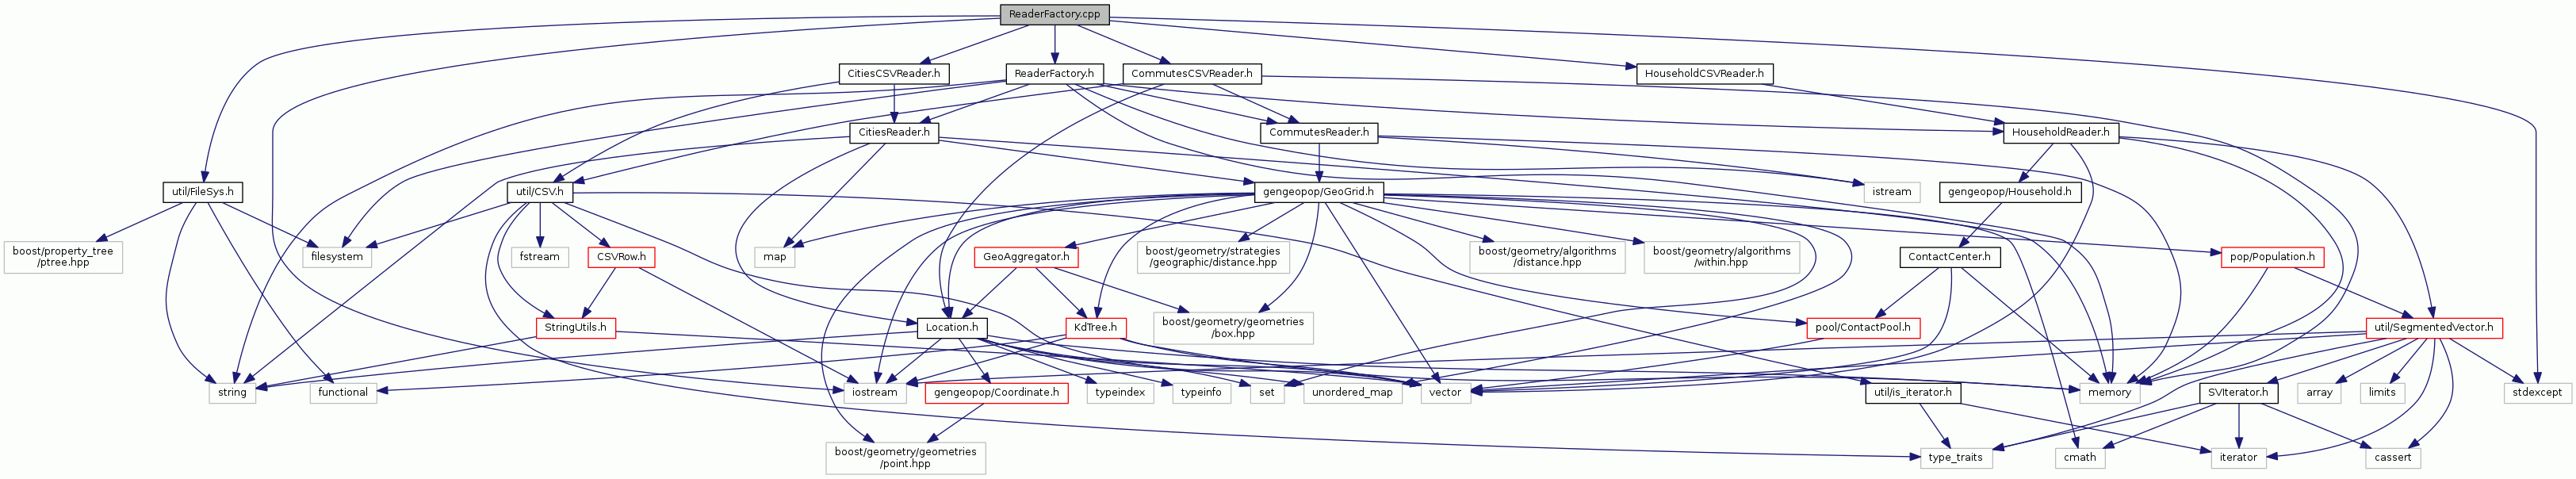 ReaderFactory.cpp
CitiesCSVReader.h
ReaderFactory.h
CommutesCSVReader.h
HouseholdCSVReader.h
CitiesReader.h
CommutesReader.h
HouseholdReader.h
util/FileSys.h
util/CSV.h
gengeopop/GeoGrid.h
istream
gengeopop/Household.h
boost/property_tree
/ptree.hpp
filesystem
fstream
CSVRow.h
map
GeoAggregator.h
boost/geometry/strategies
/geographic/distance.hpp
boost/geometry/algorithms
/distance.hpp
boost/geometry/algorithms
/within.hpp
ContactCenter.h
pop/Population.h
StringUtils.h
Location.h
KdTree.h
boost/geometry/geometries
/box.hpp
pool/ContactPool.h
util/SegmentedVector.h
string
functional
iostream
gengeopop/Coordinate.h
typeindex
typeinfo
set
unordered_map
vector
util/is_iterator.h
memory
SVIterator.h
array
limits
stdexcept
boost/geometry/geometries
/point.hpp
type_traits
cmath
iterator
cassert